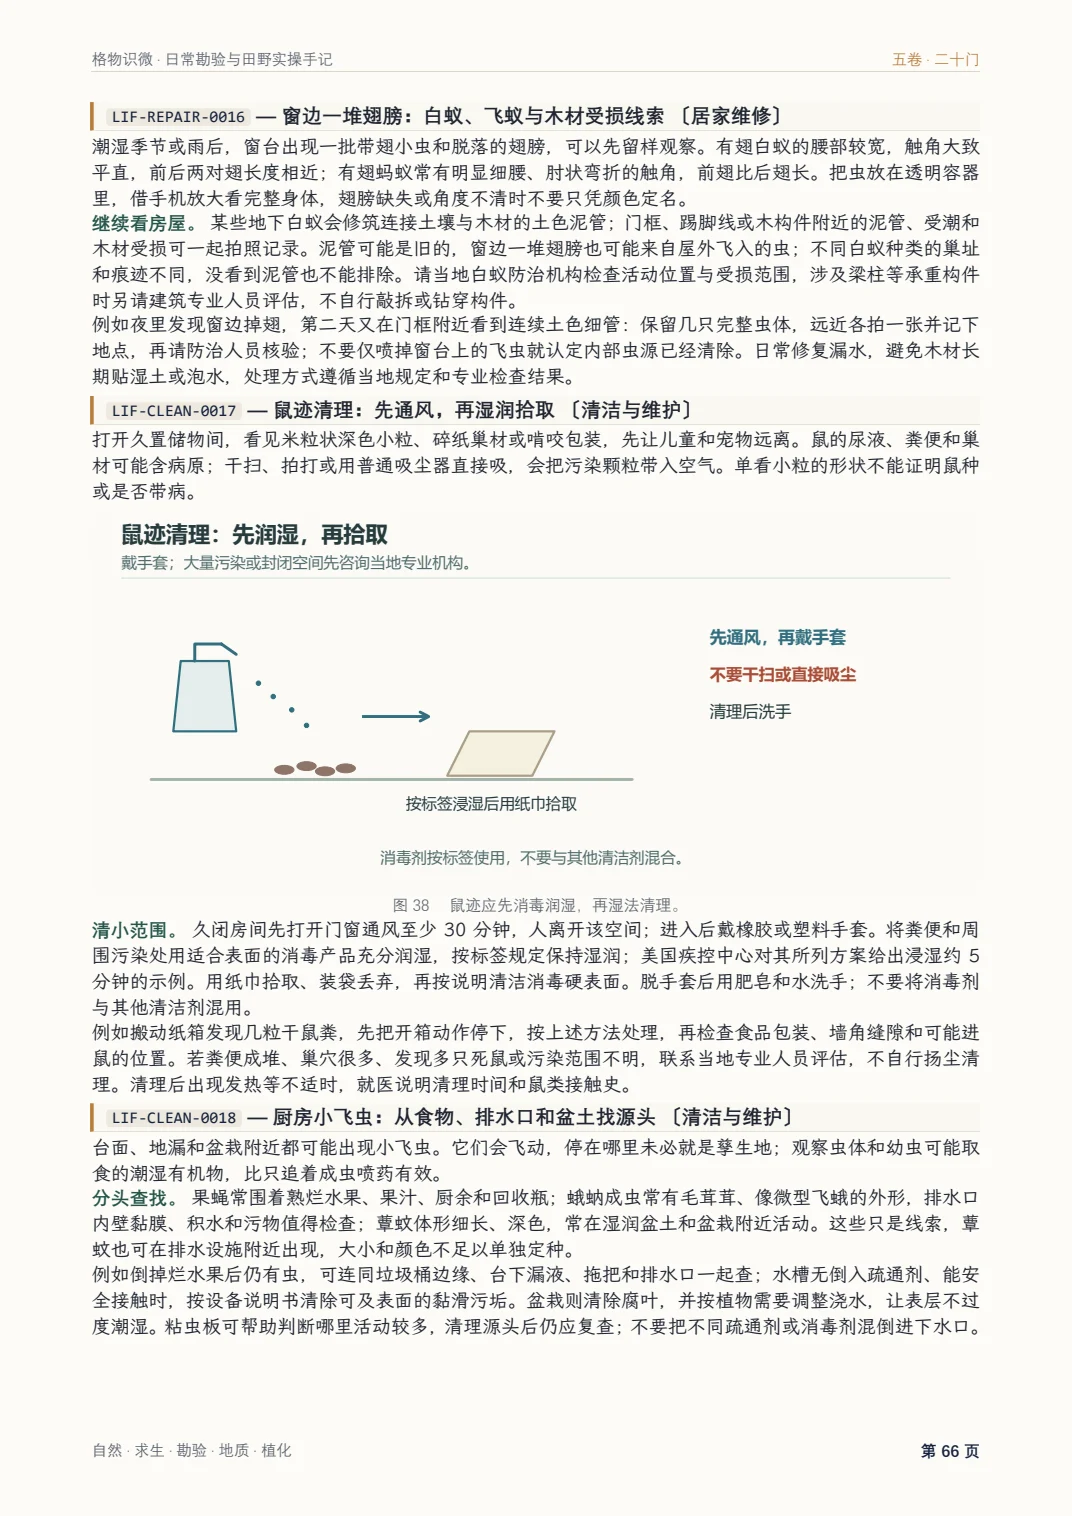 格物识微 · 日常勘验与田野实操手记
五卷 · 二十门
LIF-REPAIR-0016 — 窗边一堆翅膀：白蚁、飞蚁与木材受损线索 〔居家维修〕
潮湿季节或雨后，窗台出现一批带翅小虫和脱落的翅膀，可以先留样观察。有翅白蚁的腰部较宽，触角大致
平直，前后两对翅长度相近；有翅蚂蚁常有明显细腰、肘状弯折的触角，前翅比后翅长。把虫放在透明容器
里，借手机放大看完整身体，翅膀缺失或角度不清时不要只凭颜色定名。
继续看房屋。 某些地下白蚁会修筑连接土壤与木材的土色泥管；门框、踢脚线或木构件附近的泥管、受潮和
木材受损可一起拍照记录。泥管可能是旧的，窗边一堆翅膀也可能来自屋外飞入的虫；不同白蚁种类的巢址
和痕迹不同，没看到泥管也不能排除。请当地白蚁防治机构检查活动位置与受损范围，涉及梁柱等承重构件
时另请建筑专业人员评估，不自行敲拆或钻穿构件。
例如夜里发现窗边掉翅，第二天又在门框附近看到连续土色细管：保留几只完整虫体，远近各拍一张并记下
地点，再请防治人员核验；不要仅喷掉窗台上的飞虫就认定内部虫源已经清除。日常修复漏水，避免木材长
期贴湿土或泡水，处理方式遵循当地规定和专业检查结果。
LIF-CLEAN-0017 — 鼠迹清理：先通风，再湿润拾取 〔清洁与维护〕
打开久置储物间，看见米粒状深色小粒、碎纸巢材或啃咬包装，先让儿童和宠物远离。鼠的尿液、粪便和巢
材可能含病原；干扫、拍打或用普通吸尘器直接吸，会把污染颗粒带入空气。单看小粒的形状不能证明鼠种
或是否带病。
鼠迹清理：先润湿，再拾取
戴手套；大量污染或封闭空间先咨询当地专业机构。
先通风，再戴手套
不要干扫或直接吸尘
清理后洗手
按标签浸湿后用纸巾拾取
消毒剂按标签使用，不要与其他清洁剂混合。
图 38 鼠迹应先消毒润湿，再湿法清理。
清小范围。 久闭房间先打开门窗通风至少 30 分钟，人离开该空间；进入后戴橡胶或塑料手套。将粪便和周
围污染处用适合表面的消毒产品充分润湿，按标签规定保持湿润；美国疾控中心对其所列方案给出浸湿约 5
分钟的示例。用纸巾拾取、装袋丢弃，再按说明清洁消毒硬表面。脱手套后用肥皂和水洗手；不要将消毒剂
与其他清洁剂混用。
例如搬动纸箱发现几粒干鼠粪，先把开箱动作停下，按上述方法处理，再检查食品包装、墙角缝隙和可能进
鼠的位置。若粪便成堆、巢穴很多、发现多只死鼠或污染范围不明，联系当地专业人员评估，不自行扬尘清
理。清理后出现发热等不适时，就医说明清理时间和鼠类接触史。
LIF-CLEAN-0018 — 厨房小飞虫：从食物、排水口和盆土找源头 〔清洁与维护〕
台面、地漏和盆栽附近都可能出现小飞虫。它们会飞动，停在哪里未必就是孳生地；观察虫体和幼虫可能取
食的潮湿有机物，比只追着成虫喷药有效。
分头查找。 果蝇常围着熟烂水果、果汁、厨余和回收瓶；蛾蚋成虫常有毛茸茸、像微型飞蛾的外形，排水口
内壁黏膜、积水和污物值得检查；蕈蚊体形细长、深色，常在湿润盆土和盆栽附近活动。这些只是线索，蕈
蚊也可在排水设施附近出现，大小和颜色不足以单独定种。
例如倒掉烂水果后仍有虫，可连同垃圾桶边缘、台下漏液、拖把和排水口一起查；水槽无倒入疏通剂、能安
全接触时，按设备说明书清除可及表面的黏滑污垢。盆栽则清除腐叶，并按植物需要调整浇水，让表层不过
度潮湿。粘虫板可帮助判断哪里活动较多，清理源头后仍应复查；不要把不同疏通剂或消毒剂混倒进下水口。
自然 · 求生 · 勘验 · 地质 · 植化
第 66 页